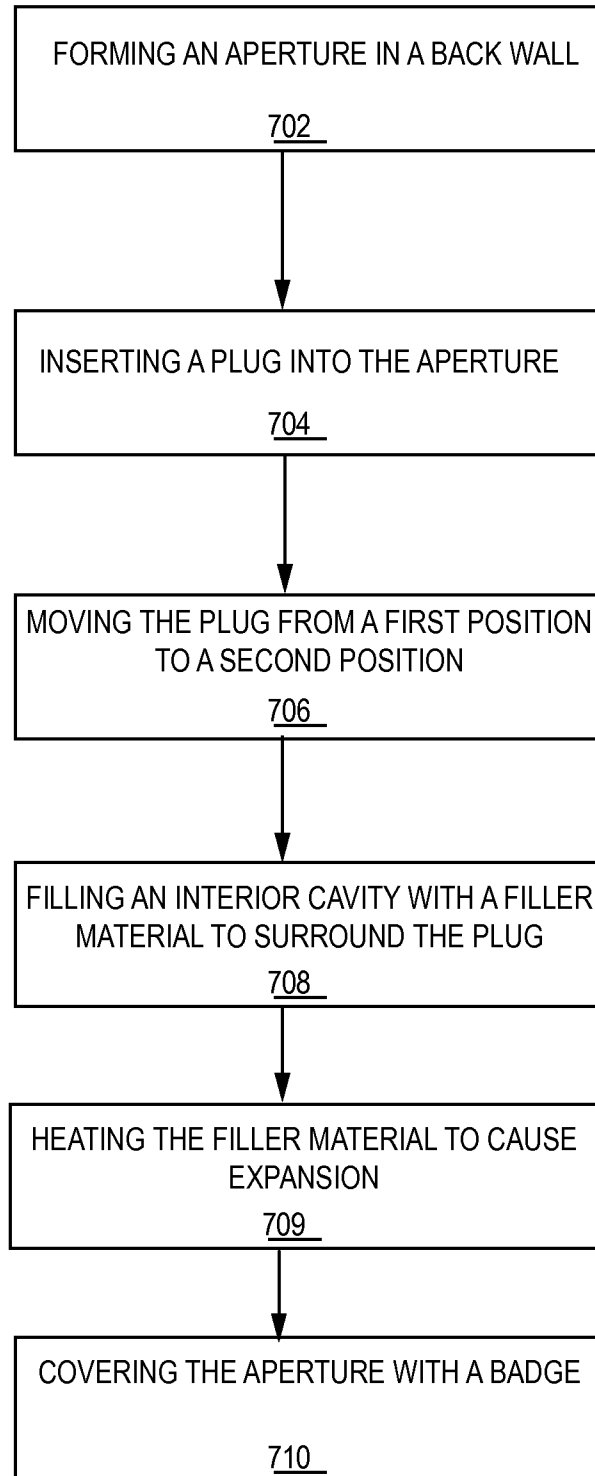 FORMING AN APERTURE IN A BACK WALL
702
INSERTING A PLUG INTO THE APERTURE
704
MOVING THE PLUG FROM A FIRST POSITION
TO A SECOND POSITION
706
FILLING AN INTERIOR CAVITY WITH A FILLER
MATERIAL TO SURROUND THE PLUG
708
HEATING THE FILLER MATERIAL TO CAUSE
EXPANSION
709
COVERING THE APERTURE WITH A BADGE
710